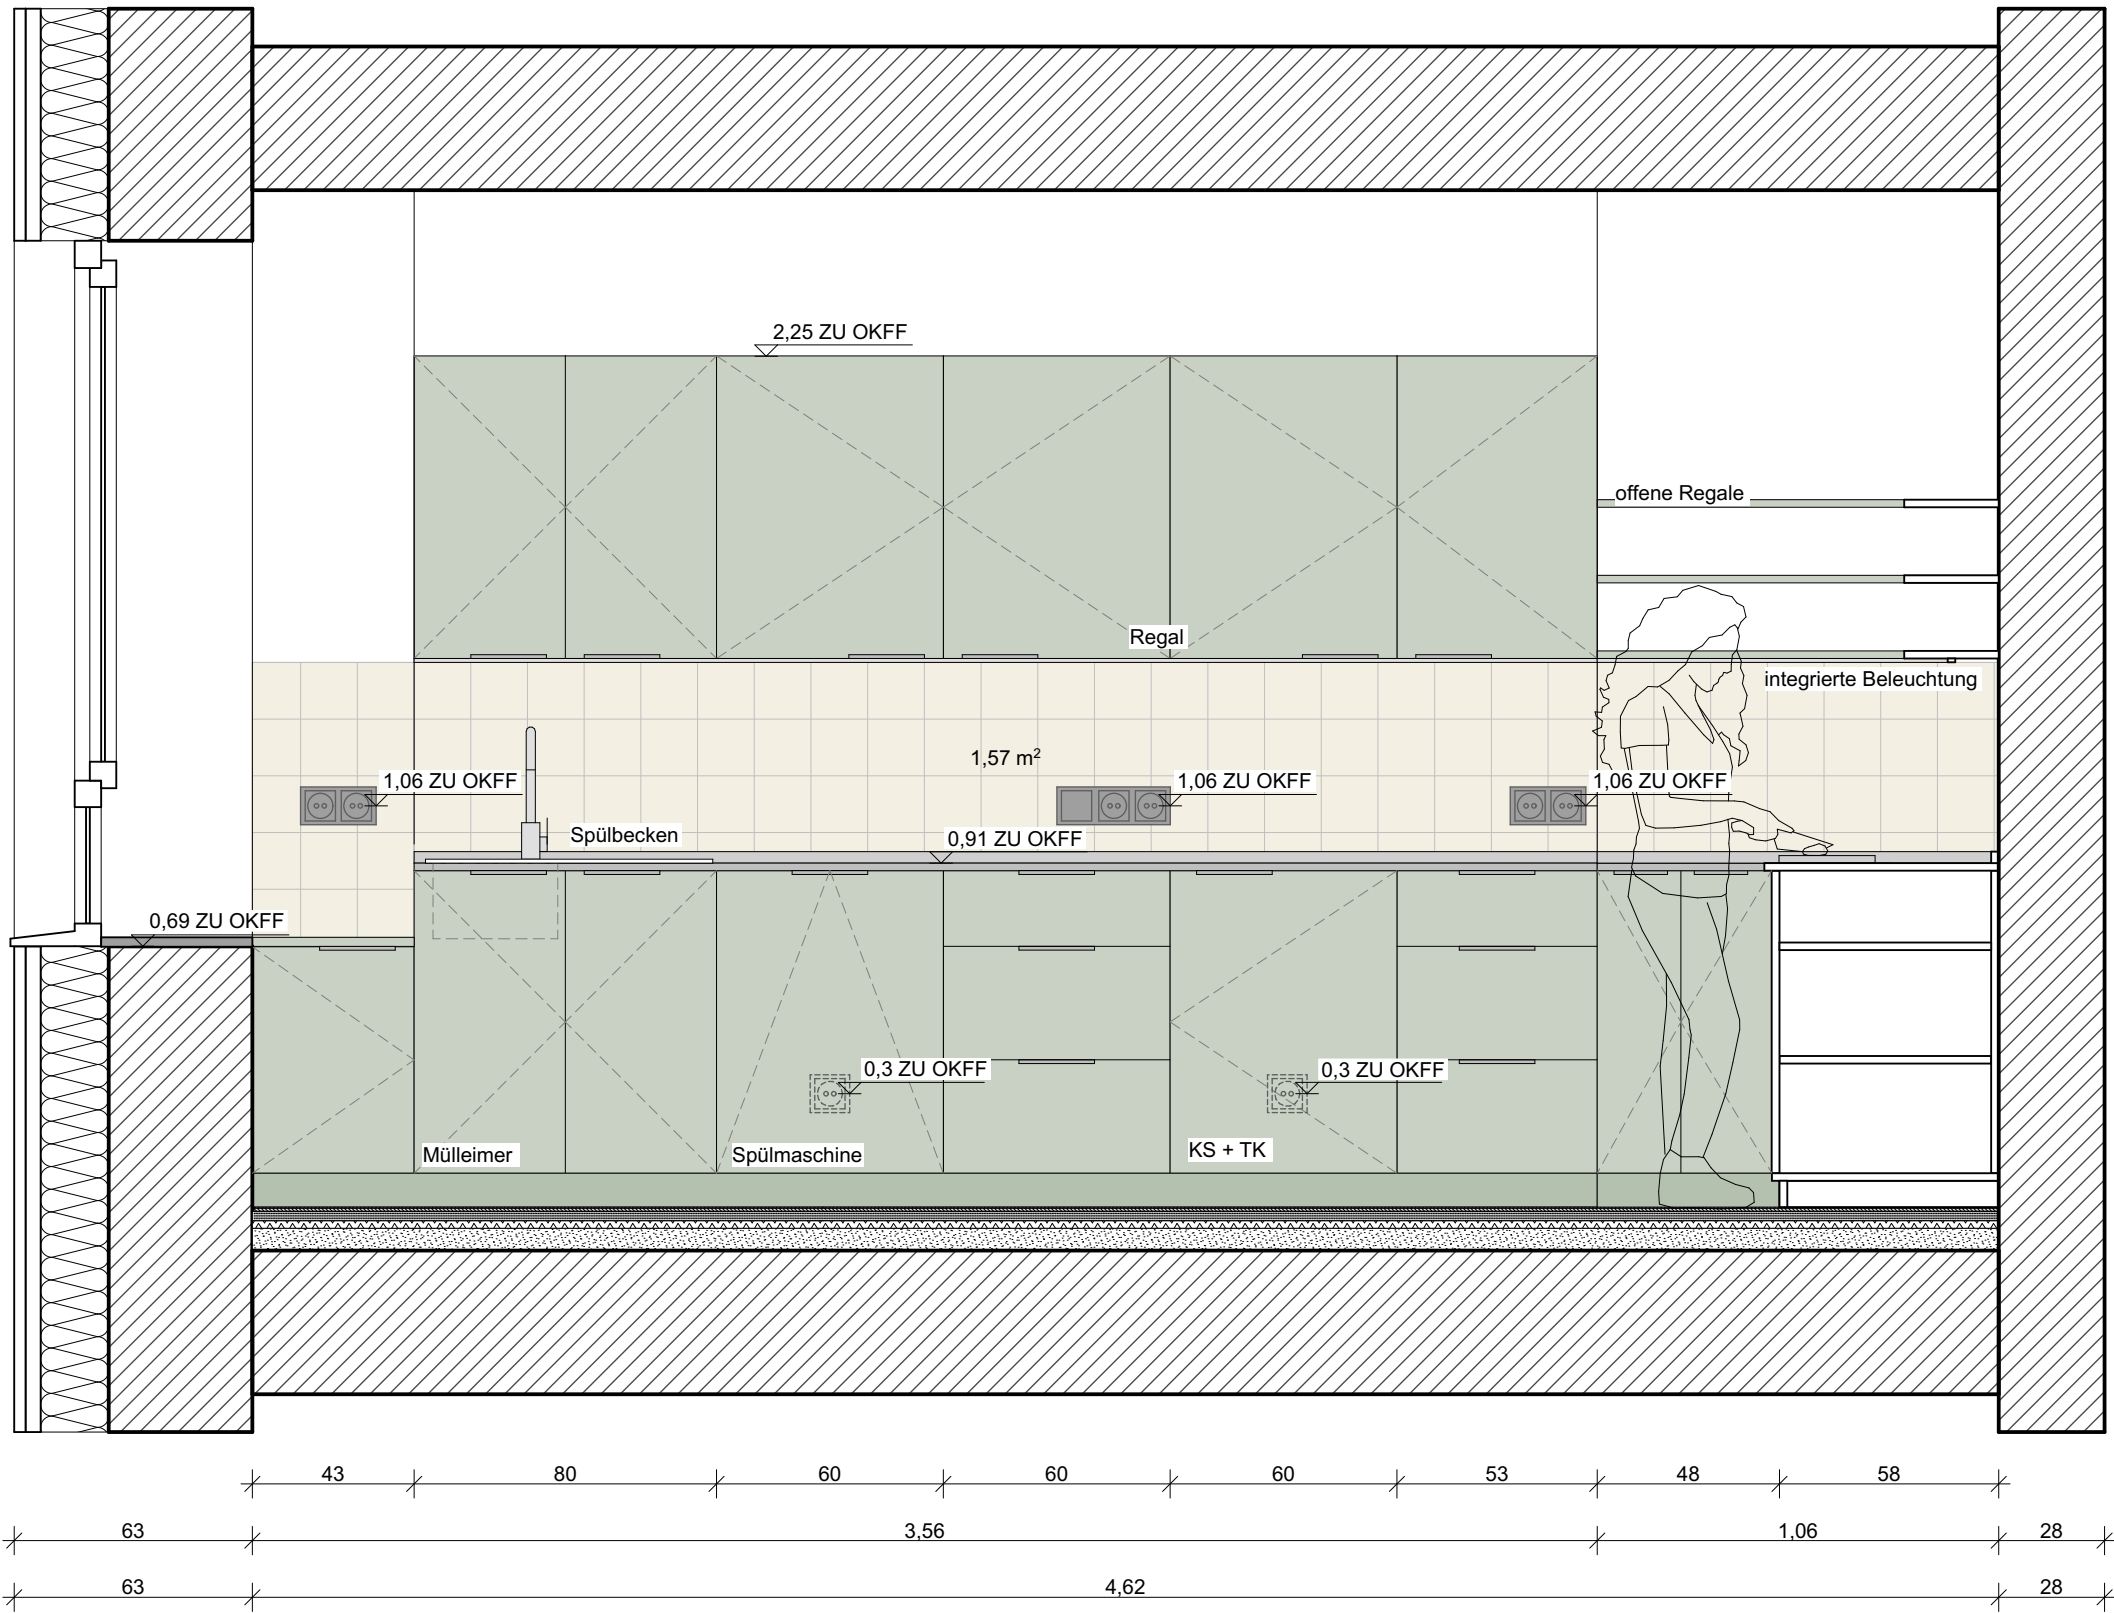 2,25 ZU OKFF
offene Regale
Regal
integrierte Beleuchtung
1,57 m²
1,06 ZU OKFF
1,06 ZU OKFF
1,06 ZU OKFF
Spülbecken
0,91 ZU OKFF
0,69 ZU OKFF
0,3 ZU OKFF
0,3 ZU OKFF
Mülleimer
Spülmaschine
KS + TK
43 80 60 60 60 53 48 58
63 3,56 1,06 28
63 4,62 28